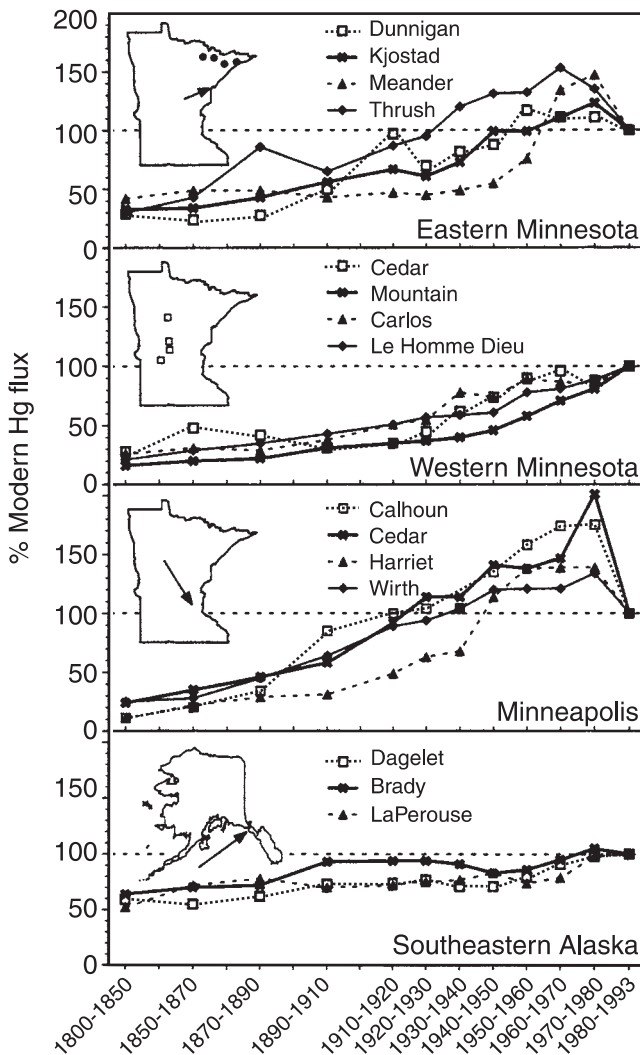 % Modern Hg flux
200
150
100
50
0
Dunnigan
Kjostad
Meander
Thrush
Eastern Minnesota
150
100
50
0
Cedar
Mountain
Carlos
Le Homme Dieu
Western Minnesota
150
100
50
0
Calhoun
Cedar
Harriet
Wirth
Minneapolis
150
100
50
0
Dagelet
Brady
LaPerouse
Southeastern Alaska
1800-1850
1850-1870
1870-1890
1890-1910
1910-1920
1920-1930
1930-1940
1940-1950
1950-1960
1960-1970
1970-1980
1980-1993